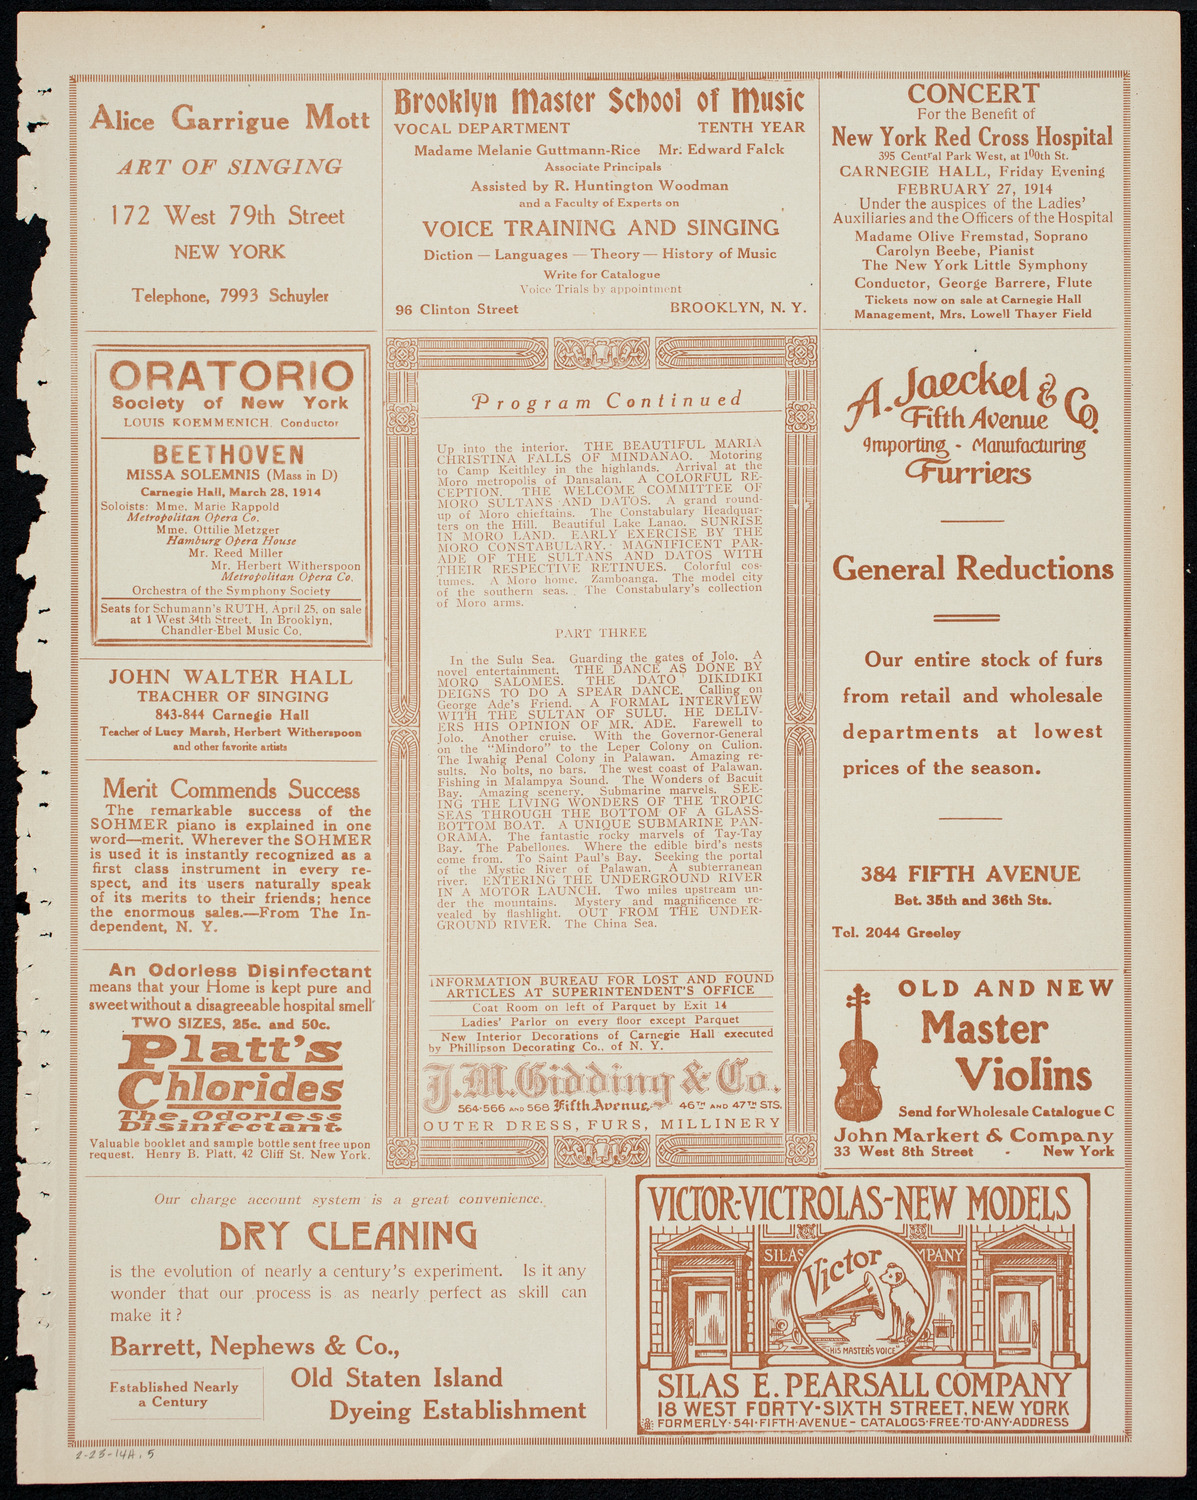 Alice Garrigue Mott
ART OF SINGING
172 West 79th Street
NEW YORK
Telephone, 7993 Schuyler
Brooklyn Master School of Music
VOCAL DEPARTMENT TENTH YEAR
Madame Melanie Guttmann-Rice Mr. Edward Falck
Associate Principals
Assisted by R. Huntington Woodman
and a Faculty of Experts on
VOICE TRAINING AND SINGING
Diction — Languages — Theory — History of Music
Write for Catalogue
Voice Trials by appointment
96 Clinton Street BROOKLYN, N. Y.
CONCERT
For the Benefit of
New York Red Cross Hospital
395 Central Park West, at 100th St.
CARNEGIE HALL, Friday Evening
FEBRUARY 27, 1914
Under the auspices of the Ladies'
Auxiliaries and the Officers of the Hospital
Madame Olive Fremstad, Soprano
Carolyn Beebe, Pianist
The New York Little Symphony
Conductor, George Barrere, Flute
Tickets now on sale at Carnegie Hall
Management, Mrs. Lowell Thayer Field
ORATORIO
Society of New York
LOUIS KOEMMENICH, Conductor
BEETHOVEN
MISSA SOLEMNIS (Mass in D)
Carnegie Hall, March 28, 1914
Soloists: Mme. Marie Rappold
Metropolitan Opera Co.
Mme. Ottilie Metzger
Hamburg Opera House
Mr. Reed Miller
Mr. Herbert Witherspoon
Metropolitan Opera Co.
Orchestra of the Symphony Society
Seats for Schumann's RUTH, April 25, on sale
at 1 West 34th Street. In Brooklyn,
Chandler-Ebel Music Co.
JOHN WALTER HALL
TEACHER OF SINGING
843-844 Carnegie Hall
Teacher of Lucy Marsh, Herbert Witherspoon
and other favorite artists
Merit Commends Success
The remarkable success of the
SOHMER piano is explained in one
word—merit. Wherever the SOHMER
is used it is instantly recognized as a
first class instrument in every re-
spect, and its users naturally speak
of its merits to their friends; hence
the enormous sales.—From The In-
dependent, N. Y.
An Odorless Disinfectant
means that your Home is kept pure and
sweet without a disagreeable hospital smell
TWO SIZES, 25c. and 50c.
Platt's
Chlorides
The Odorless
Disinfectant.
Valuable booklet and sample bottle sent free upon
request. Henry B. Platt, 42 Cliff St. New York.
Program Continued
Up into the interior. THE BEAUTIFUL MARIA
CHRISTINA FALLS OF MINDANAO. Motoring
to Camp Keithley in the highlands. Arrival at the
Moro metropolis of Dansalan. A COLORFUL RE-
CEPTION. THE WELCOME COMMITTEE OF
MORO SULTANS AND DATOS. A grand round-
up of Moro chieftains. The Constabulary Headquar-
ters on the Hill. Beautiful Lake Lanao. SUNRISE
IN MORO LAND. EARLY EXERCISE BY THE
MORO CONSTABULARY. MAGNIFICENT PAR-
ADE OF THE SULTANS AND DATOS WITH
THEIR RESPECTIVE RETINUES. Colorful cos-
tumes. A Moro home. Zamboanga. The model city
of the southern seas. The Constabulary's collection
of Moro arms.
PART THREE
In the Sulu Sea. Guarding the gates of Jolo. A
novel entertainment. THE DANCE AS DONE BY
MORO SALOMES. THE DATO DIKIDIKI
DEIGNS TO DO A SPEAR DANCE. Calling on
George Ade's Friend. A FORMAL INTERVIEW
WITH THE SULTAN OF SULU. HE DELIV-
ERS HIS OPINION OF MR. ADE. Farewell to
Jolo. Another cruise. With the Governor-General
on the "Mindoro" to the Leper Colony on Culion.
The Iwahig Penal Colony in Palawan. Amazing re-
sults. No bolts, no bars. The west coast of Palawan.
Fishing in Malampya Sound. The Wonders of Bacuit
Bay. Amazing scenery. Submarine marvels. SEE-
ING THE LIVING WONDERS OF THE TROPIC
SEAS THROUGH THE BOTTOM OF A GLASS-
BOTTOM BOAT. A UNIQUE SUBMARINE PAN-
ORAMA. The fantastic rocky marvels of Tay-Tay
Bay. The Pabellones. Where the edible bird's nests
come from. To Saint Paul's Bay. Seeking the portal
of the Mystic River of Palawan. A subterranean
river. ENTERING THE UNDERGROUND RIVER
IN A MOTOR LAUNCH. Two miles upstream un-
der the mountains. Mystery and magnificence re-
vealed by flashlight. OUT FROM THE UNDER-
GROUND RIVER. The China Sea.
INFORMATION BUREAU FOR LOST AND FOUND
ARTICLES AT SUPERINTENDENT'S OFFICE
Coat Room on left of Parquet by Exit 14
Ladies' Parlor on every floor except Parquet
New Interior Decorations of Carnegie Hall executed
by Phillipson Decorating Co., of N. Y.
J.M. Gidding & Co.
564-566 AND 568 Fifth Avenue 46TH AND 47TH STS.
OUTER DRESS, FURS, MILLINERY
A. Jaeckel & Co.
Fifth Avenue
Importing - Manufacturing
Furriers
General Reductions
Our entire stock of furs
from retail and wholesale
departments at lowest
prices of the season.
384 FIFTH AVENUE
Bet. 35th and 36th Sts.
Tel. 2044 Greeley
OLD AND NEW
Master
Violins
Send for Wholesale Catalogue C
John Markert & Company
33 West 8th Street - New York
Our charge account system is a great convenience.
DRY CLEANING
is the evolution of nearly a century's experiment. Is it any
wonder that our process is as nearly perfect as skill can
make it?
Barrett, Nephews & Co.,
Established Nearly
a Century
Old Staten Island
Dyeing Establishment
VICTOR-VICTROLAS-NEW MODELS
SILAS MPANY
Victor
"HIS MASTER'S VOICE"
SILAS E. PEARSALL COMPANY
18 WEST FORTY-SIXTH STREET, NEW YORK
FORMERLY·541·FIFTH·AVENUE - CATALOGS·FREE·TO·ANY·ADDRESS
2-23-14A, 5